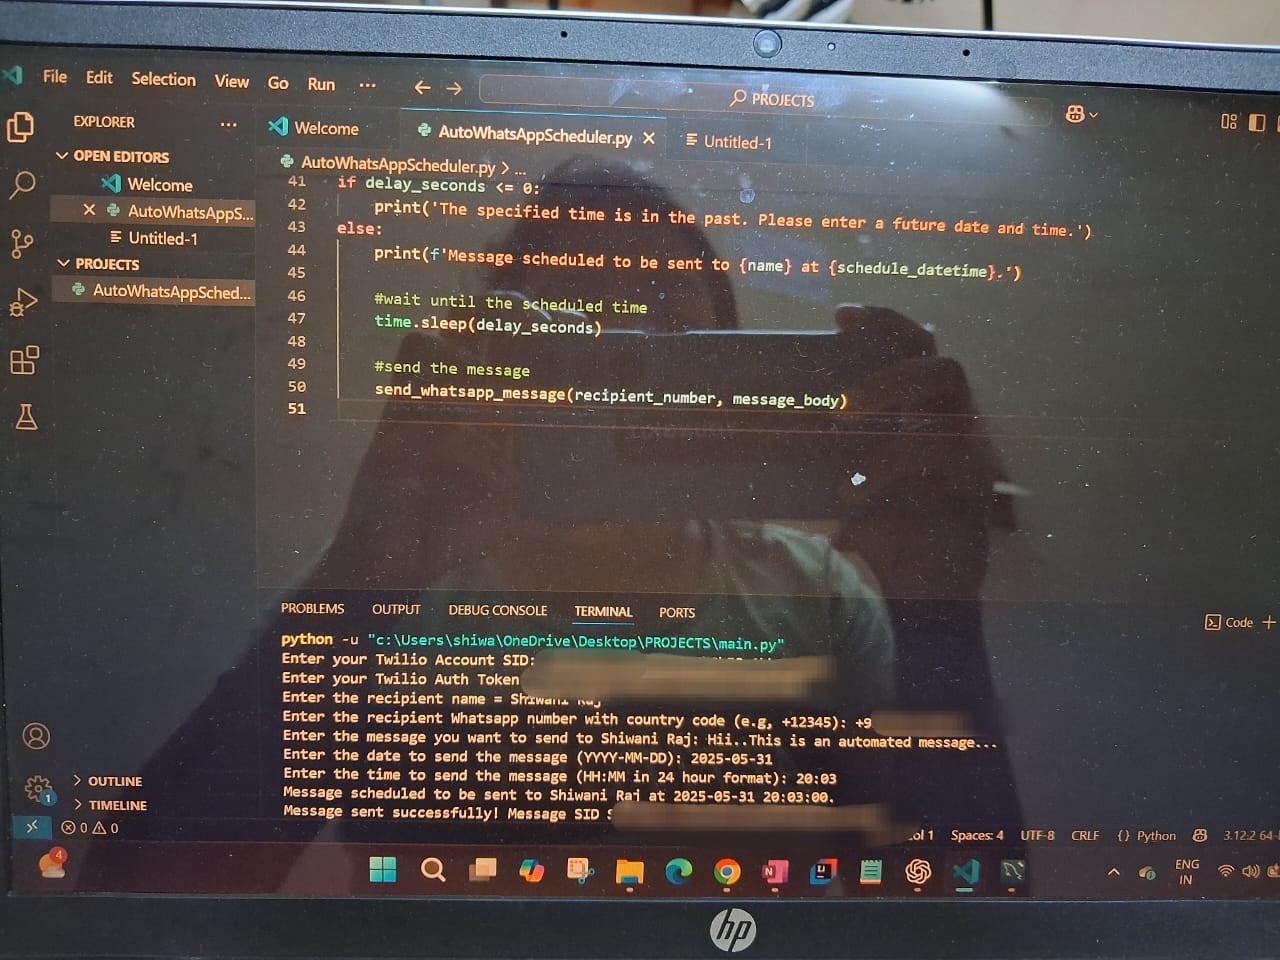 File Edit Selection View Go Run ... PROJECTS
EXPLORER ...
OPEN EDITORS
Welcome
AutoWhatsAppS...
Untitled-1
PROJECTS
AutoWhatsAppSched...
OUTLINE
TIMELINE
Welcome AutoWhatsAppScheduler.py Untitled-1
AutoWhatsAppScheduler.py > ...
41 if delay_seconds <= 0:
42 print('The specified time is in the past. Please enter a future date and time.')
43 else:
44 print(f'Message scheduled to be sent to {name} at {schedule_datetime}.')
45
46 #wait until the scheduled time
47 time.sleep(delay_seconds)
48
49 #send the message
50 send_whatsapp_message(recipient_number, message_body)
51
PROBLEMS OUTPUT DEBUG CONSOLE TERMINAL PORTS
Code
python -u "c:\Users\shiwa\OneDrive\Desktop\PROJECTS\main.py"
Enter your Twilio Account SID:
Enter your Twilio Auth Token
Enter the recipient name = Shiwani Raj
Enter the recipient Whatsapp number with country code (e.g, +12345): +9
Enter the message you want to send to Shiwani Raj: Hii..This is an automated message...
Enter the date to send the message (YYYY-MM-DD): 2025-05-31
Enter the time to send the message (HH:MM in 24 hour format): 20:03
Message scheduled to be sent to Shiwani Raj at 2025-05-31 20:03:00.
Message sent successfully! Message SID
0 0 ol 1 Spaces: 4 UTF-8 CRLF {} Python 3.12.2 64-
4
1
ENG
IN
hp